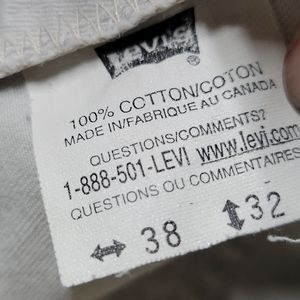 Levi's
100% COTTON/COTON
MADE IN/FABRIQUE AU CANADA
QUESTIONS/COMMENTS?
1-888-501-LEVI www.levi.com
QUESTIONS OU COMMENTAIRES
↔ 38 ↕ 32